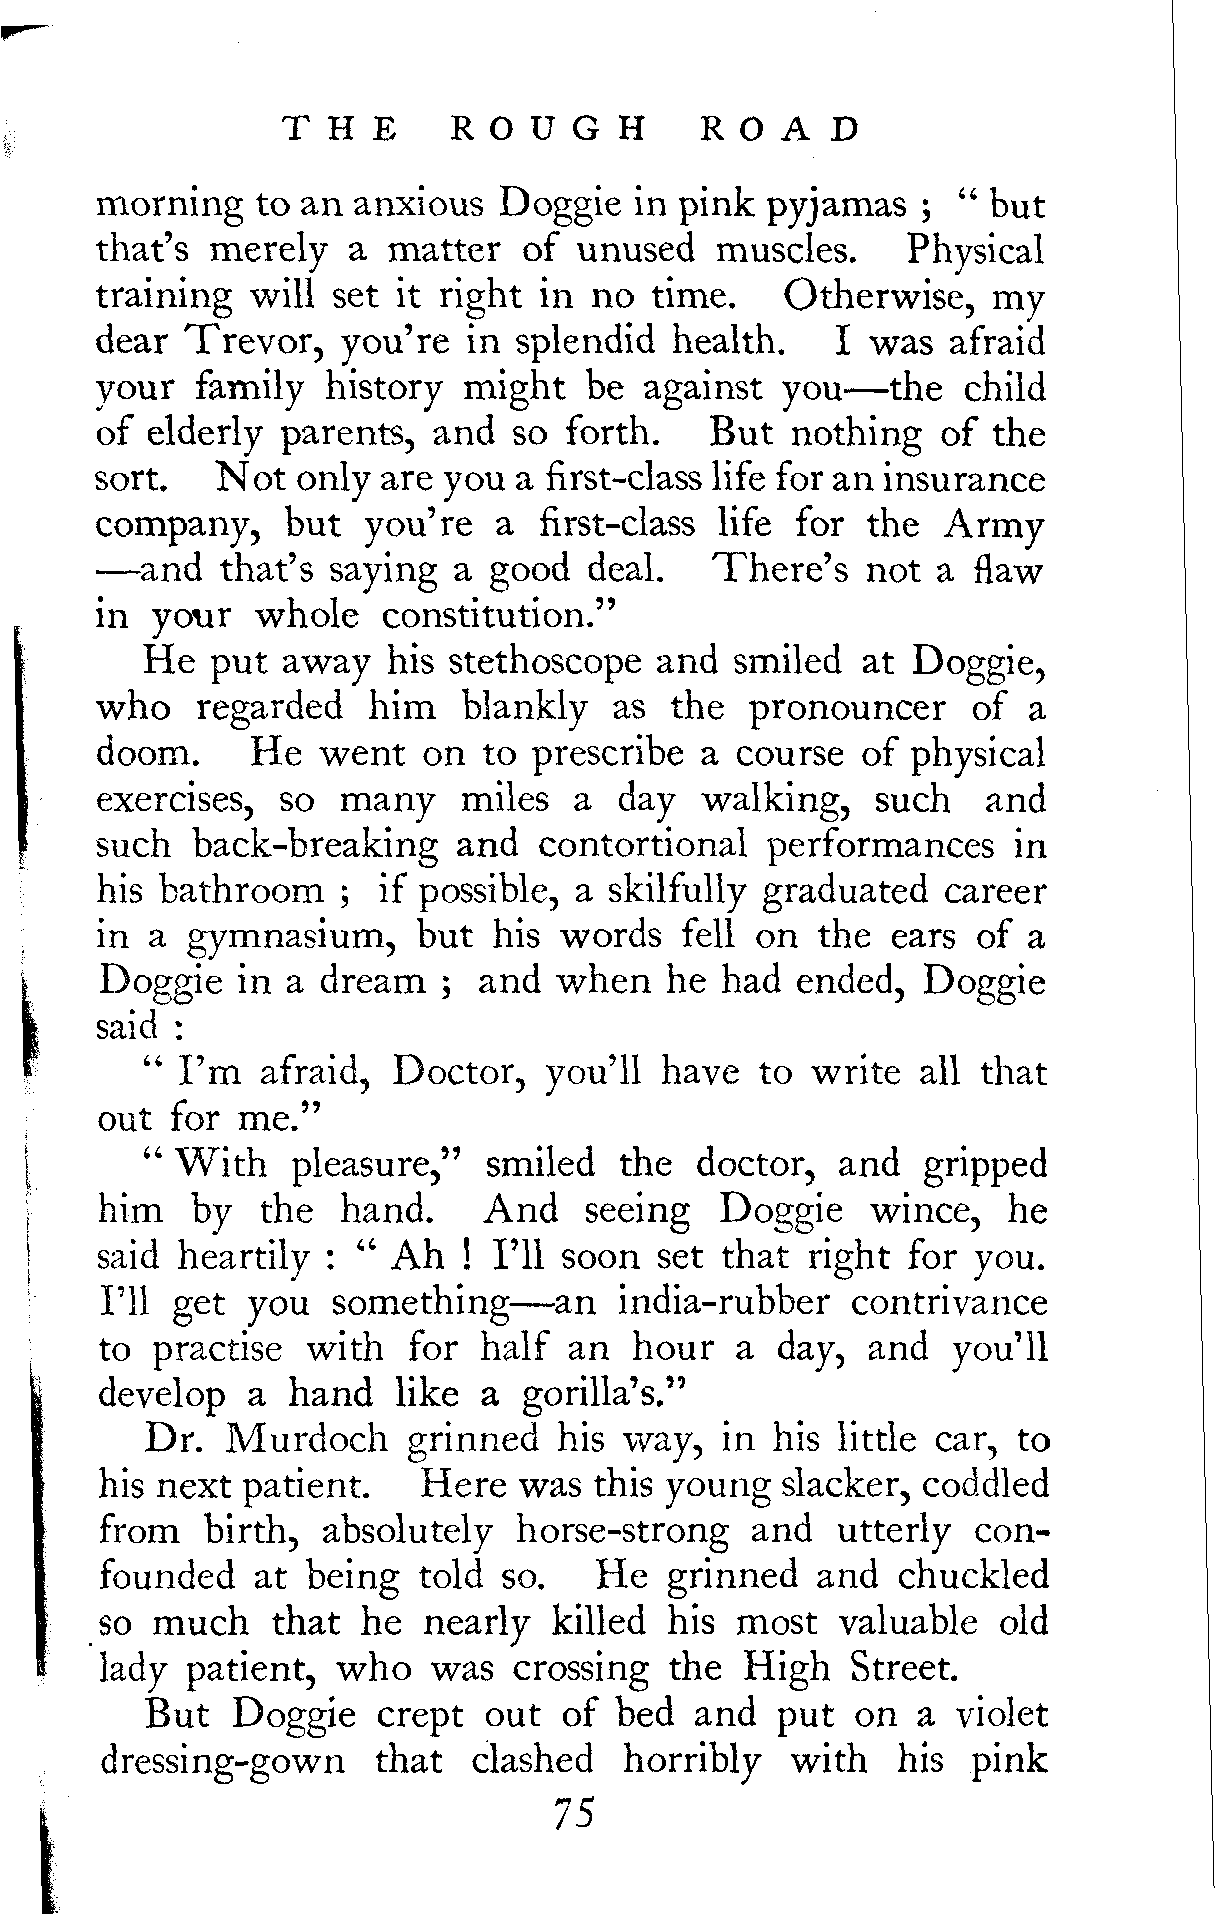 THE ROUGH ROAD
morning to an anxious Doggie in pink pyjamas ; “ but
that’s merely a matter of unused muscles. Physical
training will set it right in no time. Otherwise, my
dear Trevor, you’re in splendid health. I was afraid
your family history might be against you—the child
of elderly parents, and so forth. But nothing of the
sort. Not only are you a first-class life for an insurance
company, but you’re a first-class life for the Army
—and that’s saying a good deal. There’s not a flaw
in your whole constitution.”
He put away his stethoscope and smiled at Doggie,
who regarded him blankly as the pronouncer of a
doom. He went on to prescribe a course of physical
exercises, so many miles a day walking, such and
such back-breaking and contortional performances in
his bathroom ; if possible, a skilfully graduated career
in a gymnasium, but his words fell on the ears of a
Doggie in a dream ; and when he had ended, Doggie
said :
“ I’m afraid, Doctor, you’ll have to write all that
out for me.”
“ With pleasure,” smiled the doctor, and gripped
him by the hand. And seeing Doggie wince, he
said heartily : “ Ah ! I’ll soon set that right for you.
I’ll get you something—an india-rubber contrivance
to practise with for half an hour a day, and you’ll
develop a hand like a gorilla’s.”
Dr. Murdoch grinned his way, in his little car, to
his next patient. Here was this young slacker, coddled
from birth, absolutely horse-strong and utterly con-
founded at being told so. He grinned and chuckled
so much that he nearly killed his most valuable old
lady patient, who was crossing the High Street.
But Doggie crept out of bed and put on a violet
dressing-gown that clashed horribly with his pink
75